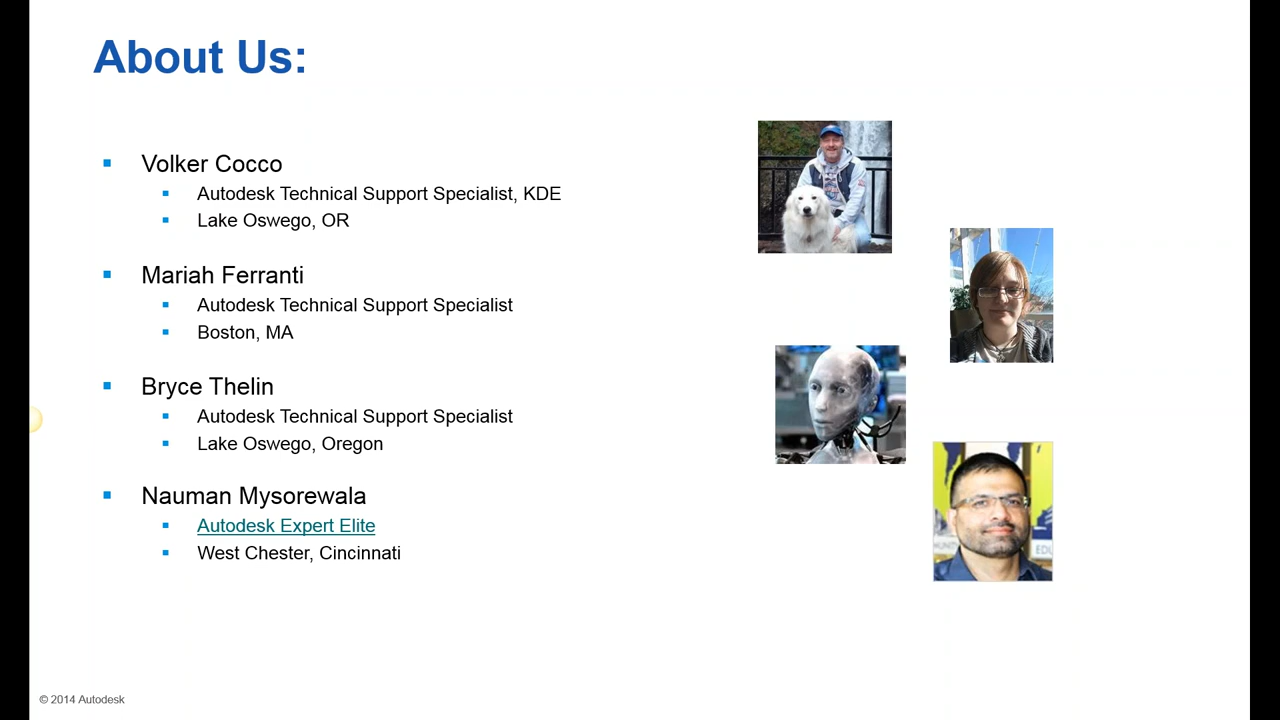 About Us:
Volker Cocco
Autodesk Technical Support Specialist, KDE
Lake Oswego, OR
Mariah Ferranti
Autodesk Technical Support Specialist
Boston, MA
Bryce Thelin
Autodesk Technical Support Specialist
Lake Oswego, Oregon
Nauman Mysorewala
Autodesk Expert Elite
West Chester, Cincinnati
© 2014 Autodesk